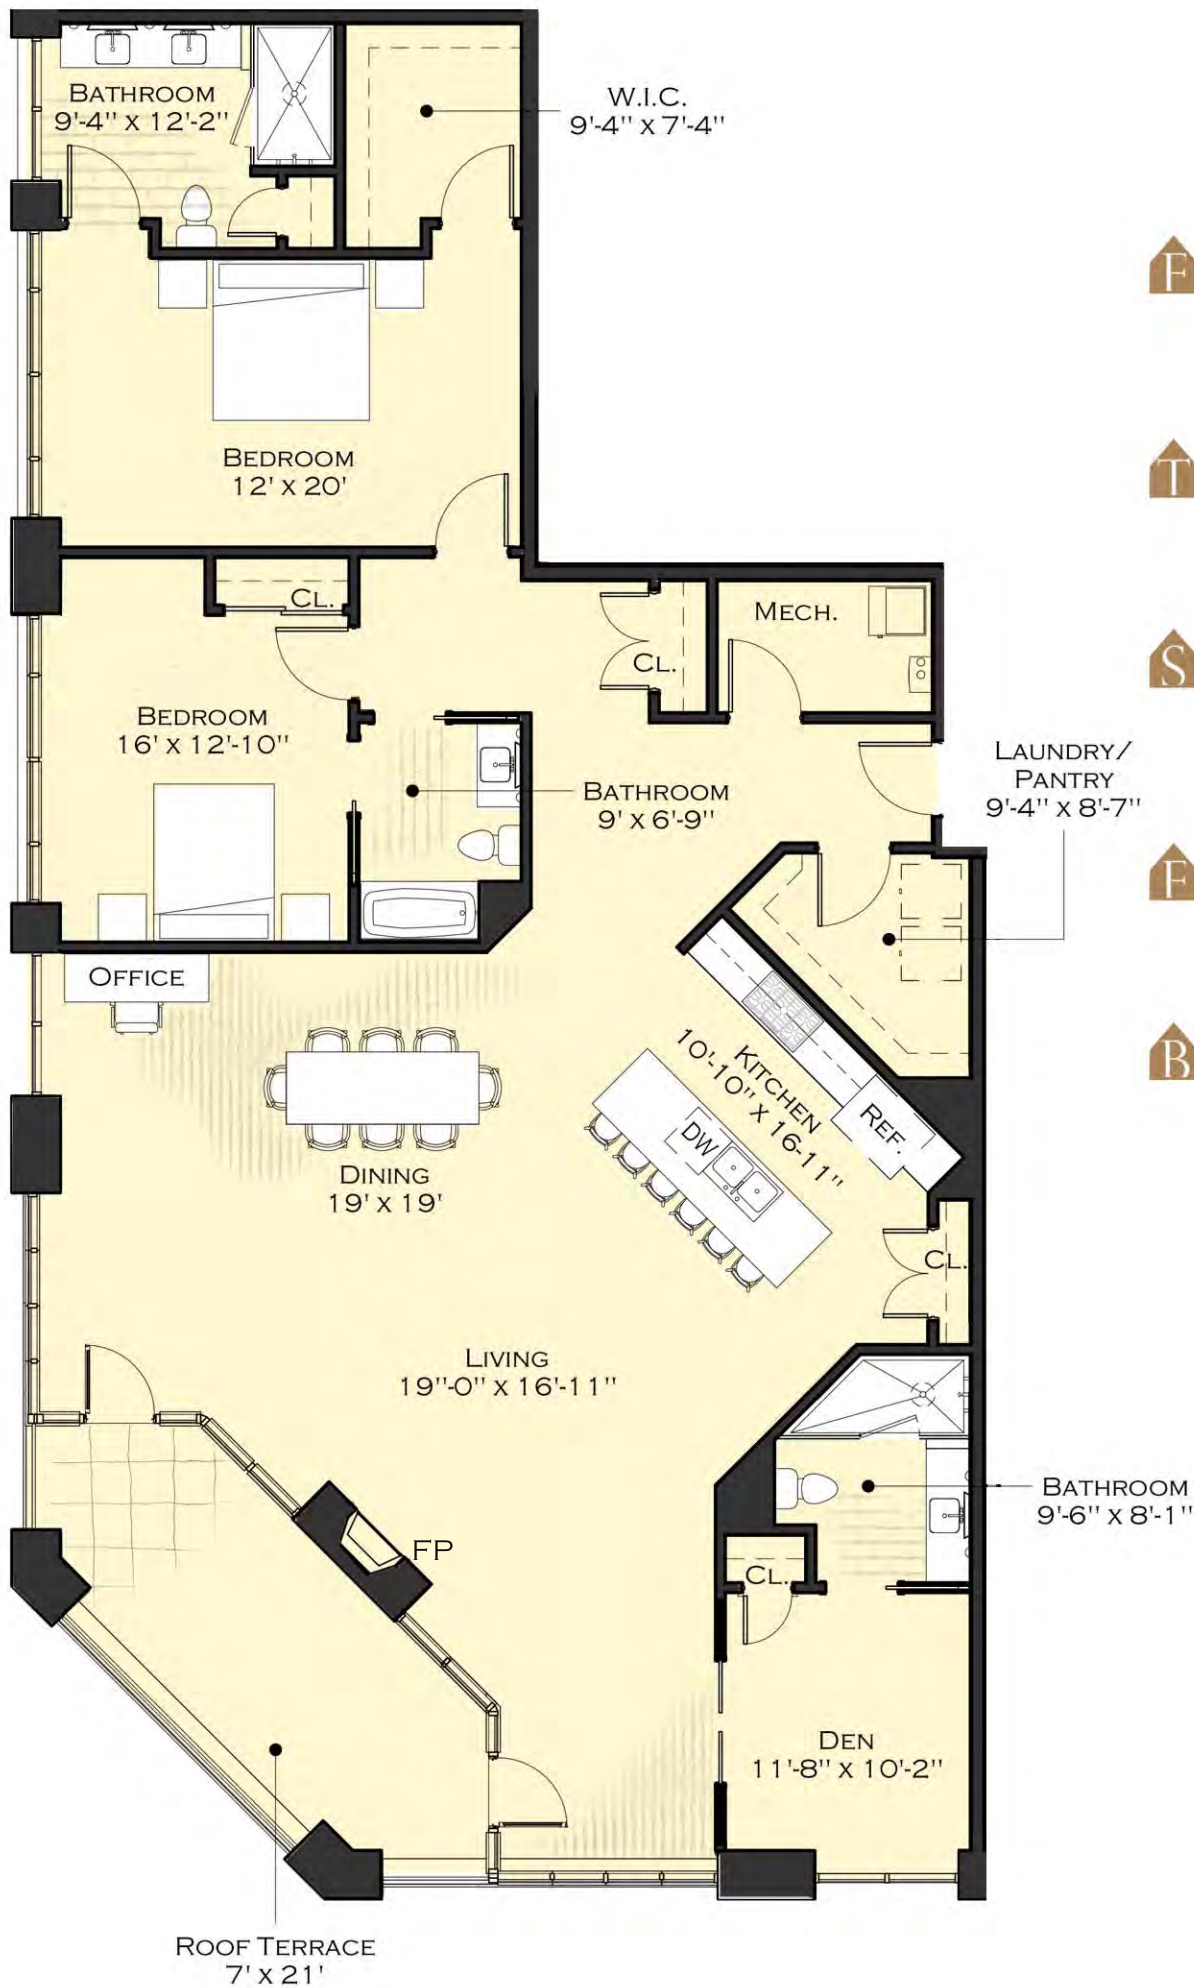 BATHROOM
9'-4" X 12'-2"
W.I.C.
9'-4" X 7'-4"
F
BEDROOM
12' X 20'
T
CL.
MECH.
CL.
S
BEDROOM
16' X 12'-10"
LAUNDRY/
PANTRY
9'-4" X 8'-7"
BATHROOM
9' X 6'-9"
F
OFFICE
B
KITCHEN
10'-10" X 16-11"
REF.
DW
DINING
19' X 19'
CL.
LIVING
19"-0" X 16'-11"
BATHROOM
9'-6" X 8'-1"
FP
CL.
DEN
11'-8" X 10'-2"
ROOF TERRACE
7' X 21'